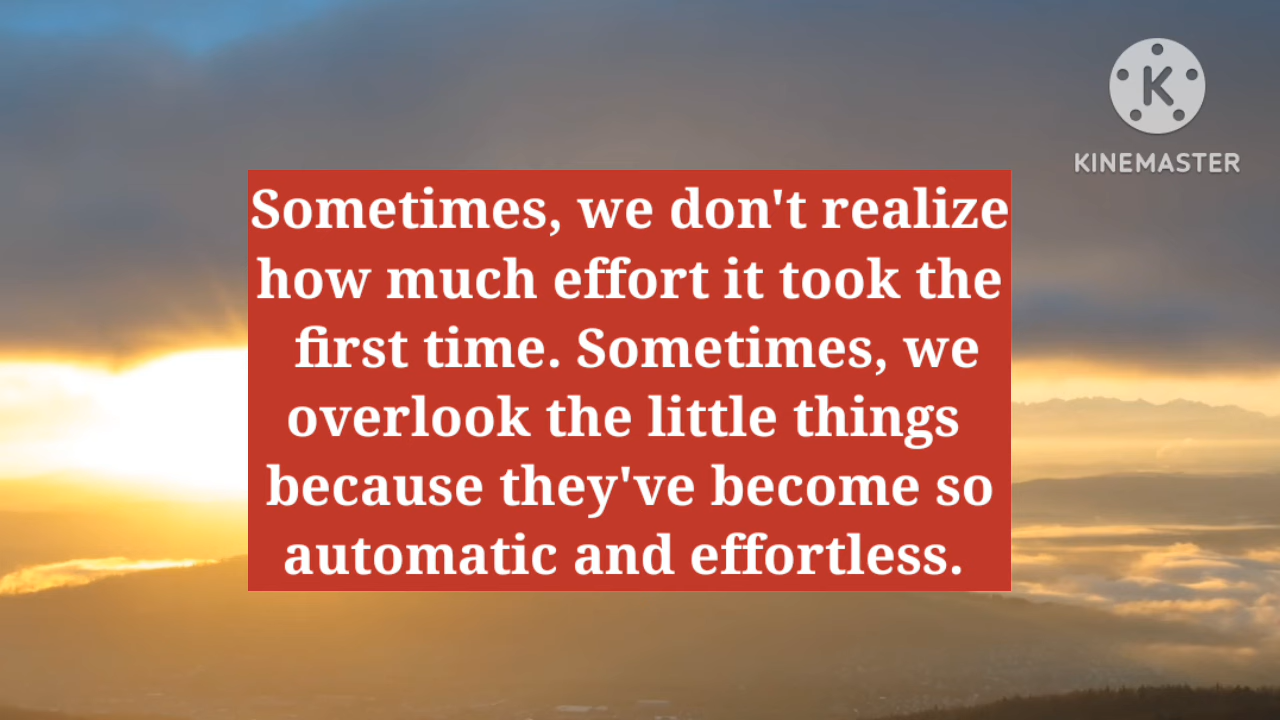 KINEMASTER
Sometimes, we don't realize
how much effort it took the
first time. Sometimes, we
overlook the little things
because they've become so
automatic and effortless.